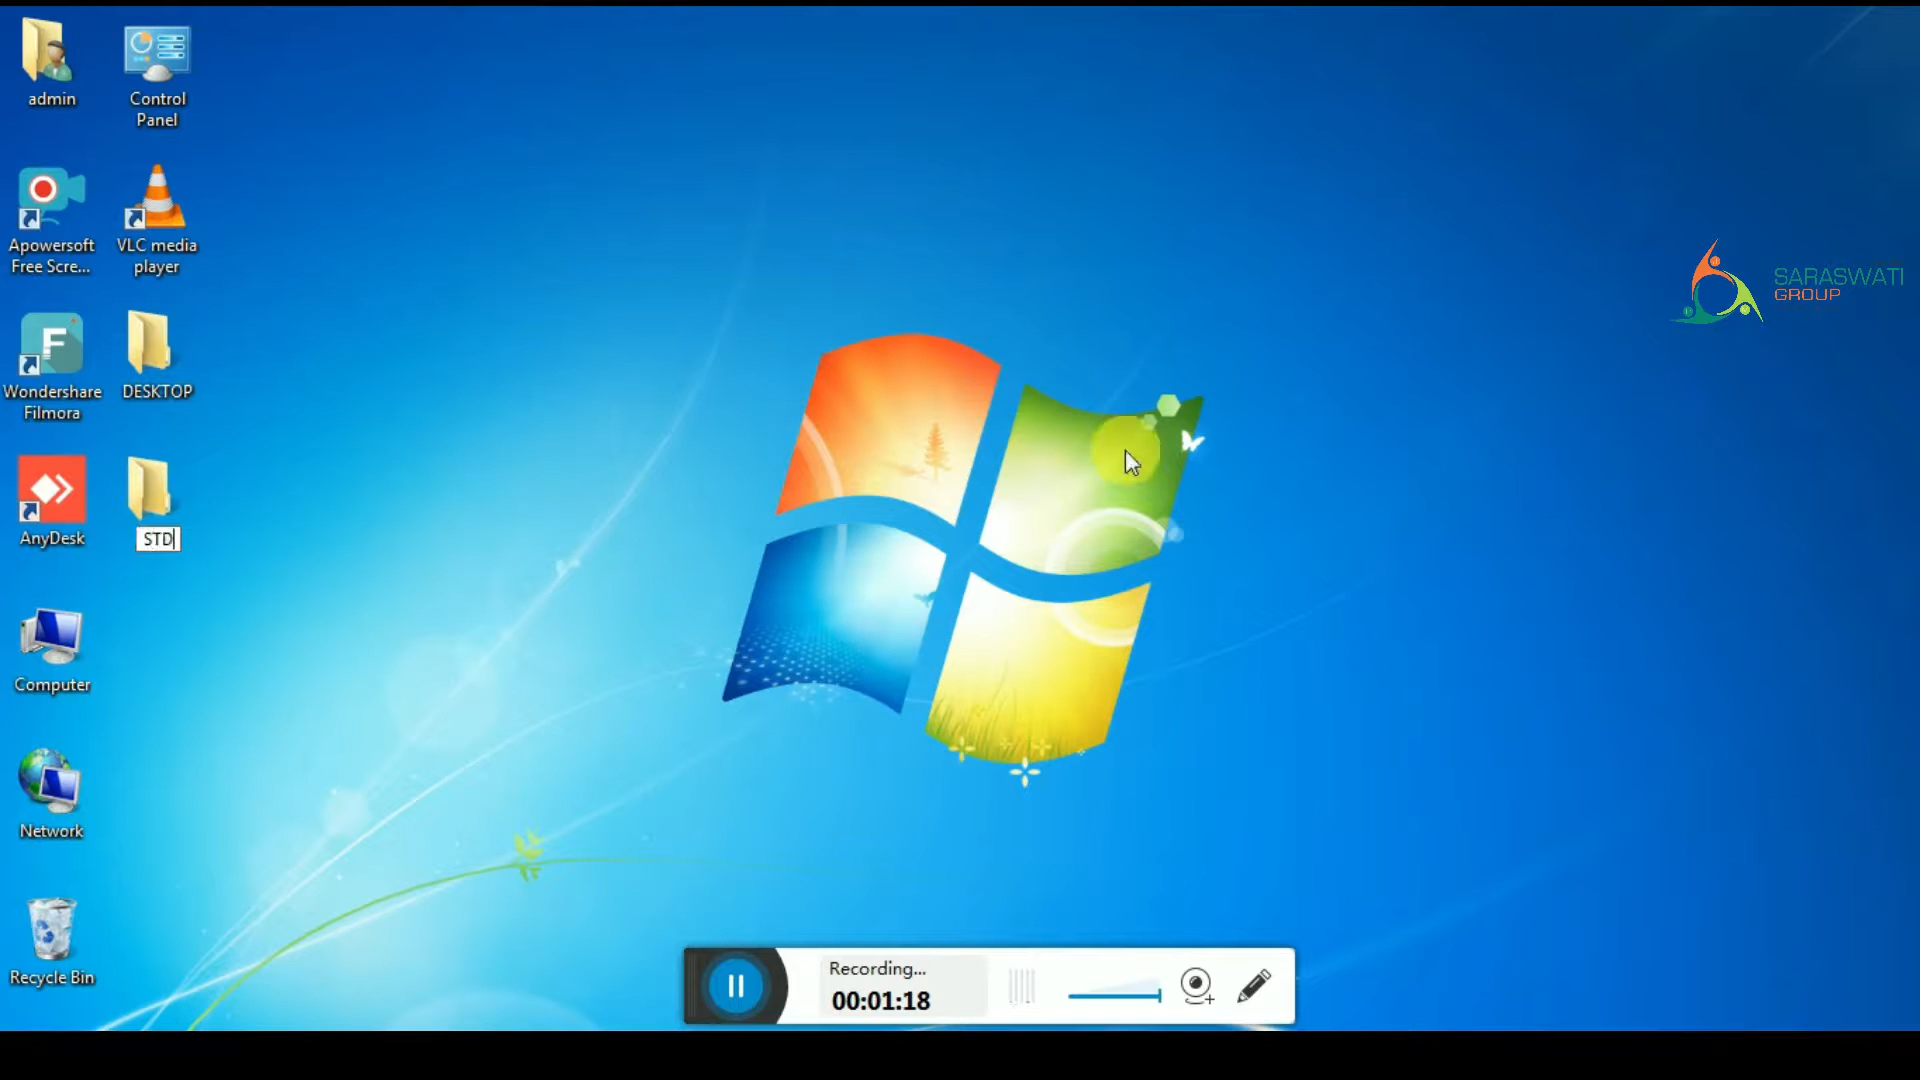 admin
Control
Panel
Apowersoft
Free Scre...
VLC media
player
Wondershare
Filmora
DESKTOP
AnyDesk
STD
Computer
Network
Recycle Bin
SARASWATI
GROUP
F
Recording...
00:01:18